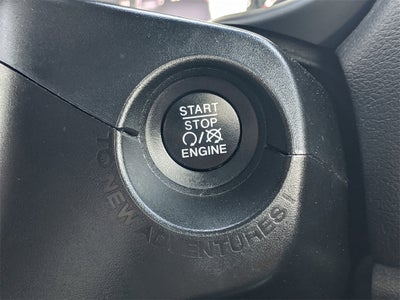 START
STOP
ENGINE
TO NEW ADVENTURES!